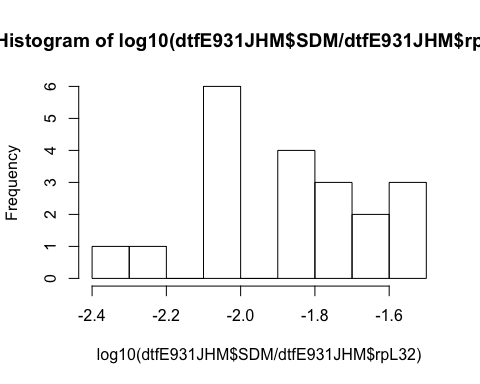 Histogram of log10(dtfE931JHM$SDM/dtfE931JHM$rp
Frequency
6
5
4
3
2
1
0
-2.4 -2.2 -2.0 -1.8 -1.6
log10(dtfE931JHM$SDM/dtfE931JHM$rpL32)